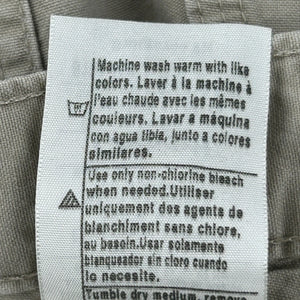 Machine wash warm with like
colors. Laver à la machine à
l'eau chaude avec les mêmes
couleurs. Lavar a maquina
con agua tibia, junto a colores
similares.
Use only non-chlorine bleach
when needed.Utiliser
uniquement des agents de
blanchiment sans chlore,
au besoin.Usar solamente
blanqueador sin cloro cuando
lo necesite.
Tumble dry medium, remove